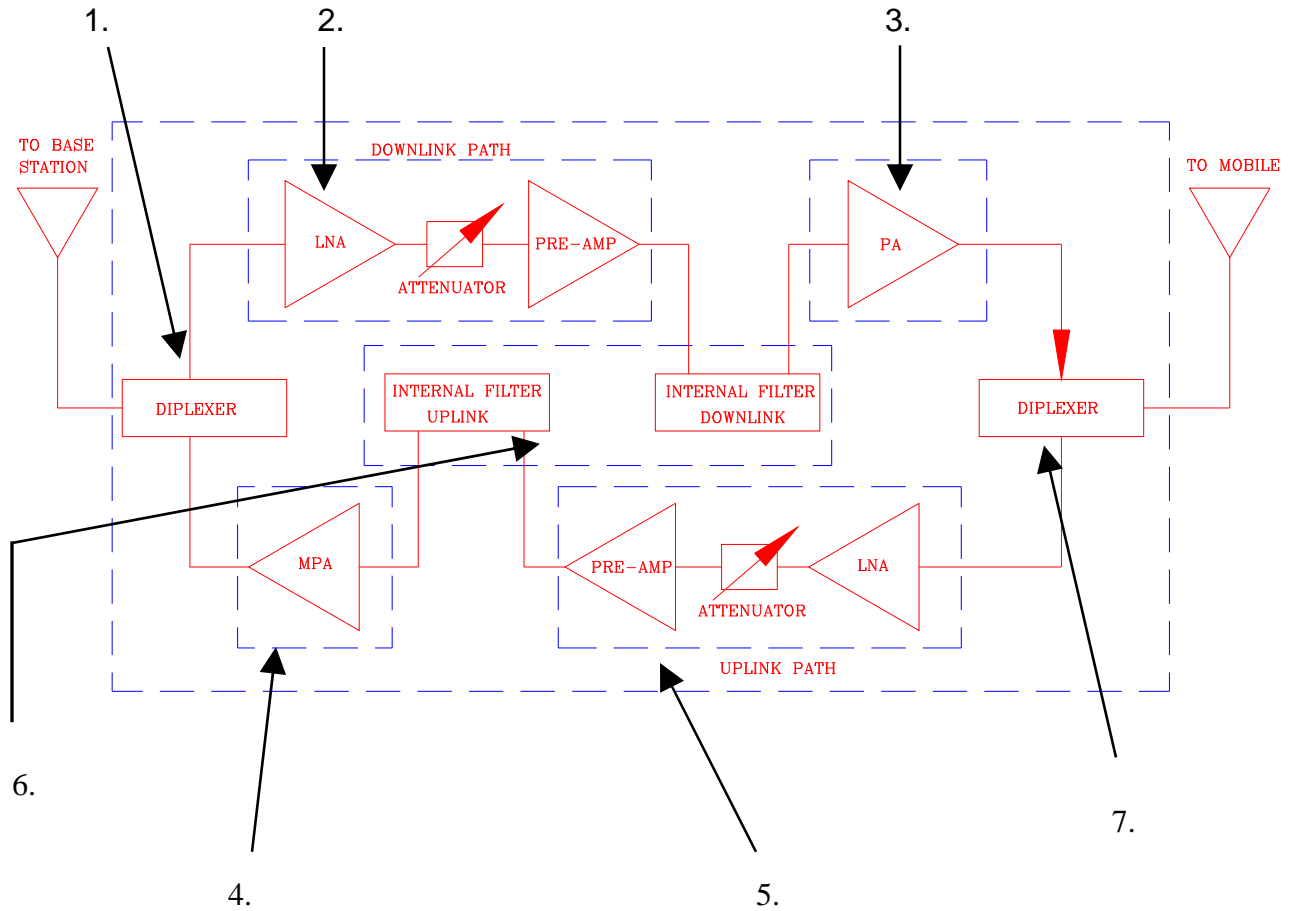 1.
2.
3.
TO BASE
STATION
DOWNLINK PATH
TO MOBILE
LNA
PRE-AMP
PA
ATTENUATOR
INTERNAL FILTER
UPLINK
INTERNAL FILTER
DOWNLINK
DIPLEXER
DIPLEXER
MPA
PRE-AMP
LNA
ATTENUATOR
UPLINK PATH
6.
7.
4.
5.